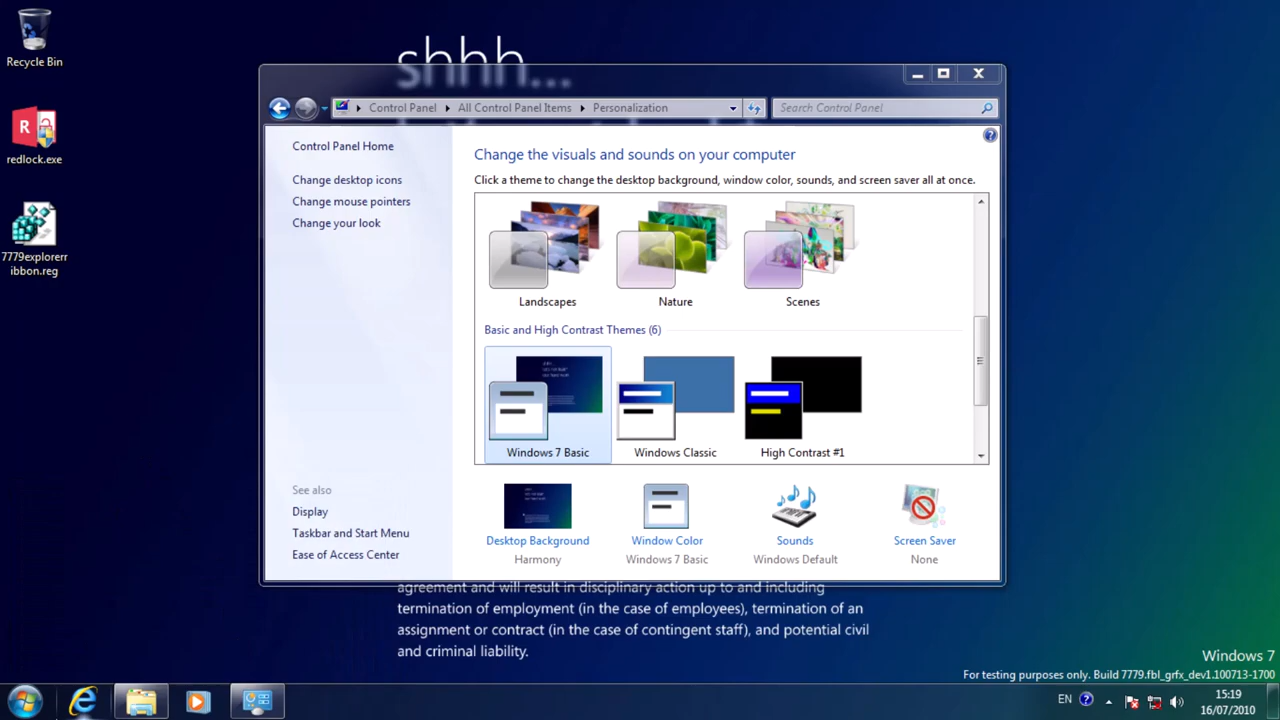 Recycle Bin
redlock.exe
7779explorerr
ibbon.reg
shhh...
Control Panel
All Control Panel Items
Personalization
Search Control Panel
Control Panel Home
Change desktop icons
Change mouse pointers
Change your look
See also
Display
Taskbar and Start Menu
Ease of Access Center
Change the visuals and sounds on your computer
Click a theme to change the desktop background, window color, sounds, and screen saver all at once.
Landscapes
Nature
Scenes
Basic and High Contrast Themes (6)
Windows 7 Basic
Windows Classic
High Contrast #1
Desktop Background
Harmony
Window Color
Windows 7 Basic
Sounds
Windows Default
Screen Saver
None
agreement and will result in disciplinary action up to and including
termination of employment (in the case of employees), termination of an
assignment or contract (in the case of contingent staff), and potential civil
and criminal liability.
Windows 7
For testing purposes only. Build 7779.fbl_grfx_dev1.100713-1700
EN
15:19
16/07/2010